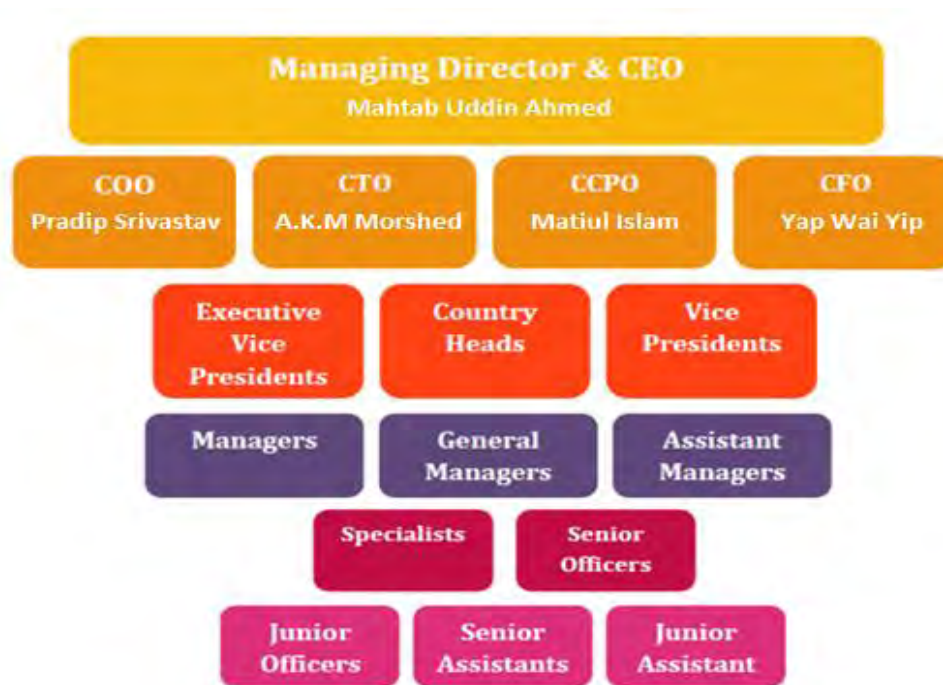 Managing Director & CEO
Mahtab Uddin Ahmed
COO
Pradip Srivastav
CTO
A.K.M Morshed
CCPO
Matiul Islam
CFO
Yap Wai Yip
Executive
Vice
Presidents
Country
Heads
Vice
Presidents
Managers
General
Managers
Assistant
Managers
Specialists
Senior
Officers
Junior
Officers
Senior
Assistants
Junior
Assistant